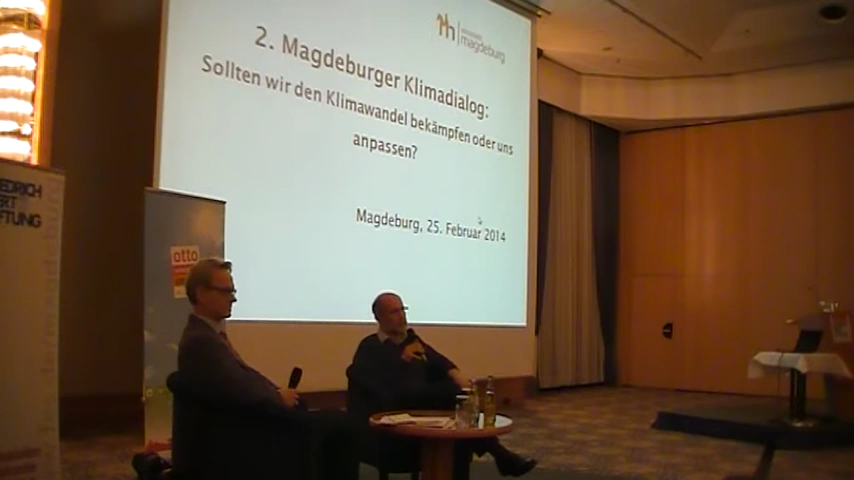 magdeburg
2. Magdeburger Klimadialog:
Sollten wir den Klimawandel bekämpfen oder uns
anpassen?
Magdeburg, 25. Februar 2014
EDRICH
ERT
FTUNG
otto